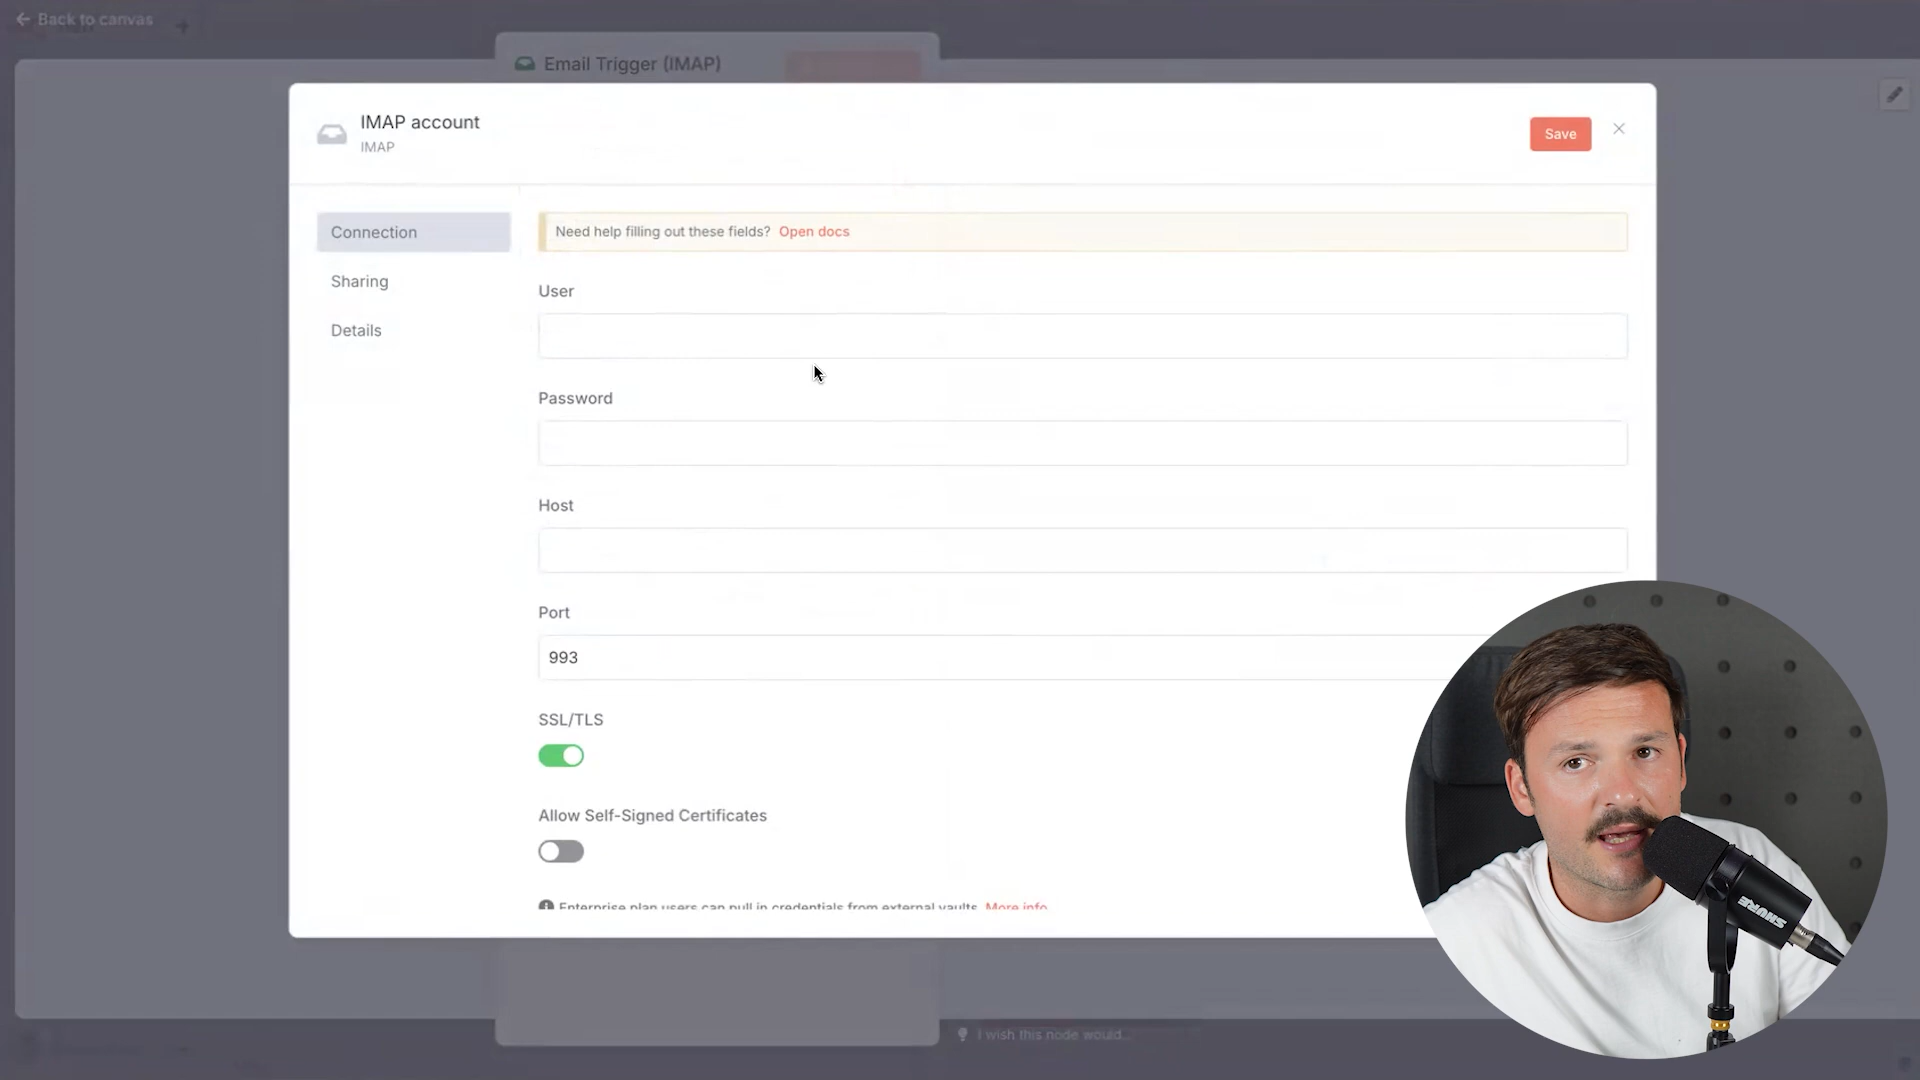 Back to canvas
Email Trigger (IMAP)
IMAP account
IMAP
Save
Connection
Sharing
Details
Need help filling out these fields? Open docs
User
Password
Host
Port
993
SSL/TLS
Allow Self-Signed Certificates
Enterprise plan users can pull in credentials from external vaults. More info
I wish this node would...
SHURE